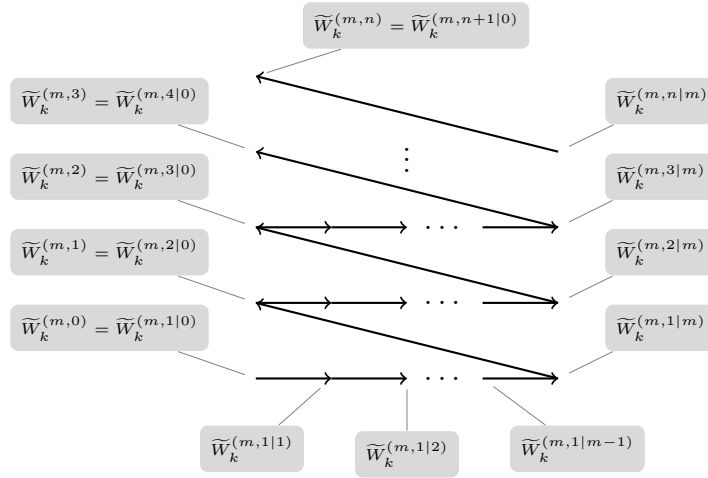 $\widetilde{W}_k^{(m,n)} = \widetilde{W}_k^{(m,n+1|0)}$
$\widetilde{W}_k^{(m,3)} = \widetilde{W}_k^{(m,4|0)}$
$\widetilde{W}_k^{(m,n|m)}$
$\widetilde{W}_k^{(m,2)} = \widetilde{W}_k^{(m,3|0)}$
$\widetilde{W}_k^{(m,3|m)}$
$\widetilde{W}_k^{(m,1)} = \widetilde{W}_k^{(m,2|0)}$
$\widetilde{W}_k^{(m,2|m)}$
$\widetilde{W}_k^{(m,0)} = \widetilde{W}_k^{(m,1|0)}$
$\widetilde{W}_k^{(m,1|m)}$
$\widetilde{W}_k^{(m,1|1)}$
$\widetilde{W}_k^{(m,1|2)}$
$\widetilde{W}_k^{(m,1|m-1)}$